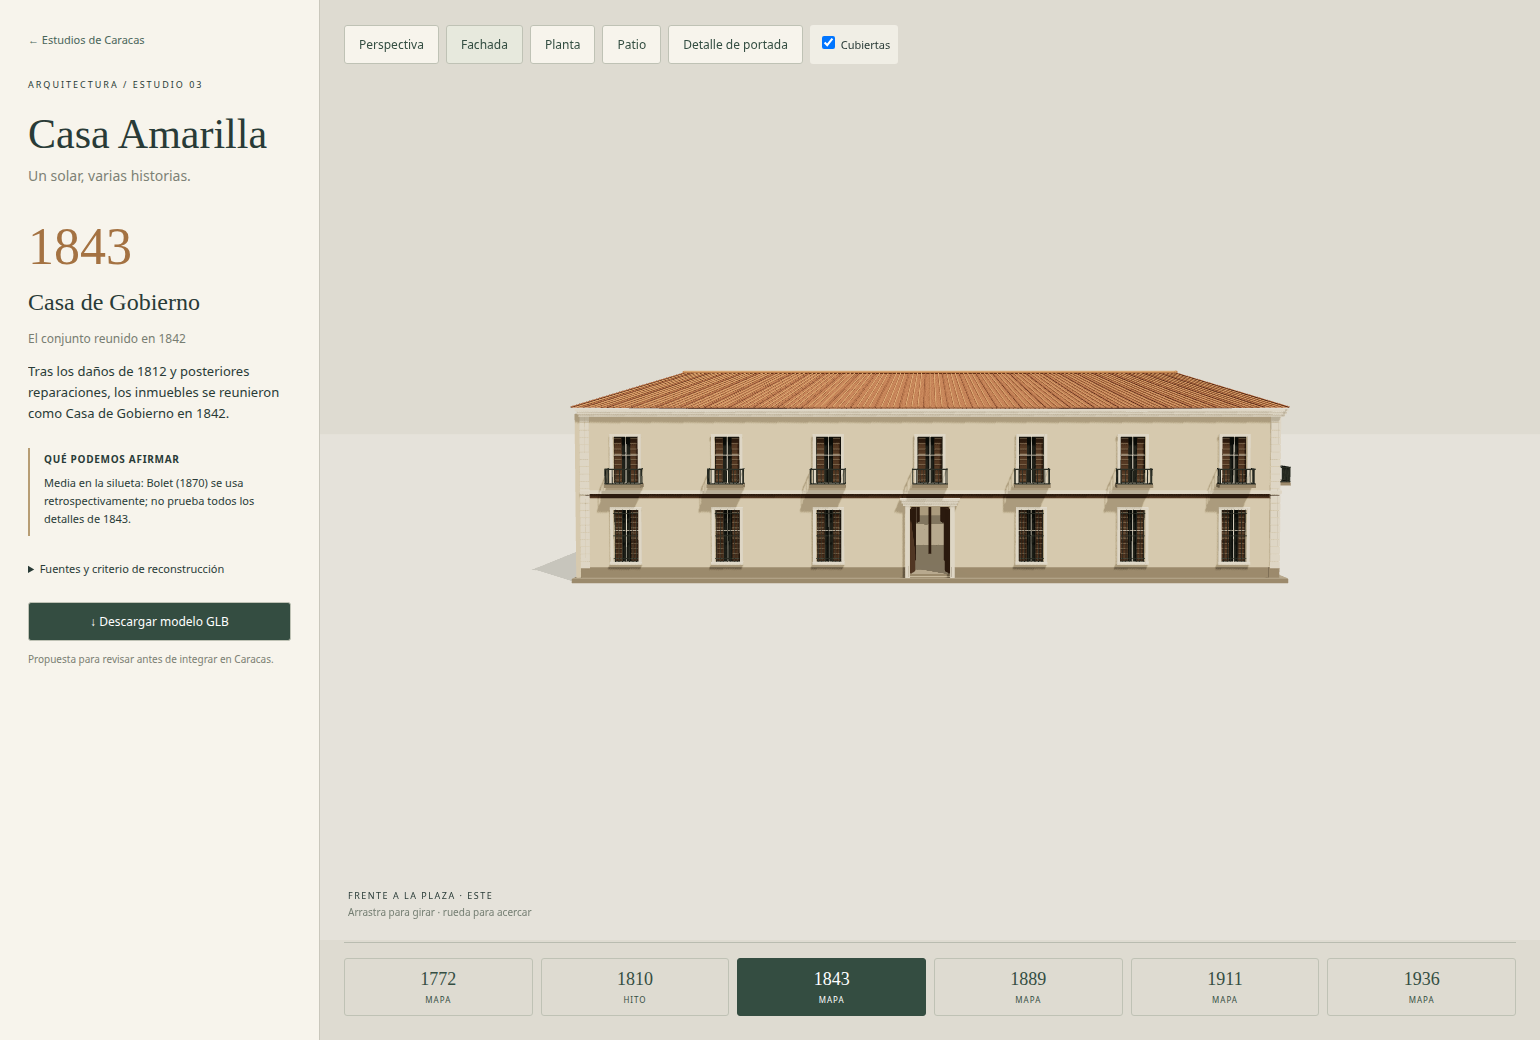 ← Estudios de Caracas
ARQUITECTURA / ESTUDIO 03
Casa Amarilla
Un solar, varias historias.
1843
Casa de Gobierno
El conjunto reunido en 1842
Tras los daños de 1812 y posteriores
reparaciones, los inmuebles se reunieron
como Casa de Gobierno en 1842.
QUÉ PODEMOS AFIRMAR
Media en la silueta: Bolet (1870) se usa
retrospectivamente; no prueba todos los
detalles de 1843.
▶ Fuentes y criterio de reconstrucción
↓ Descargar modelo GLB
Propuesta para revisar antes de integrar en Caracas.
Perspectiva
Fachada
Planta
Patio
Detalle de portada
Cubiertas
FRENTE A LA PLAZA · ESTE
Arrastra para girar · rueda para acercar
1772
MAPA
1810
HITO
1843
MAPA
1889
MAPA
1911
MAPA
1936
MAPA